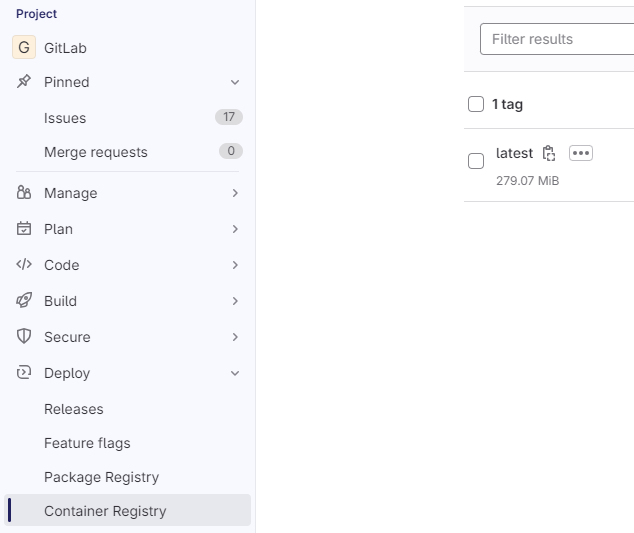 Project
G GitLab
Pinned
Issues 17
Merge requests 0
Manage
Plan
Code
Build
Secure
Deploy
Releases
Feature flags
Package Registry
Container Registry
Filter results
1 tag
latest
279.07 MiB